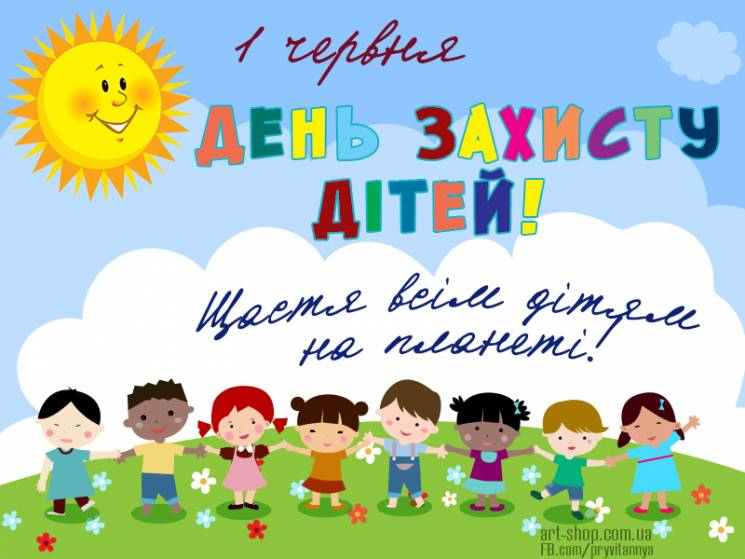 1 червня
ДЕНЬ ЗАХИСТУ
ДІТЕЙ!
Щастя всім дітям
на планеті!
art-shop.com.ua
FB.com/pryvitannya